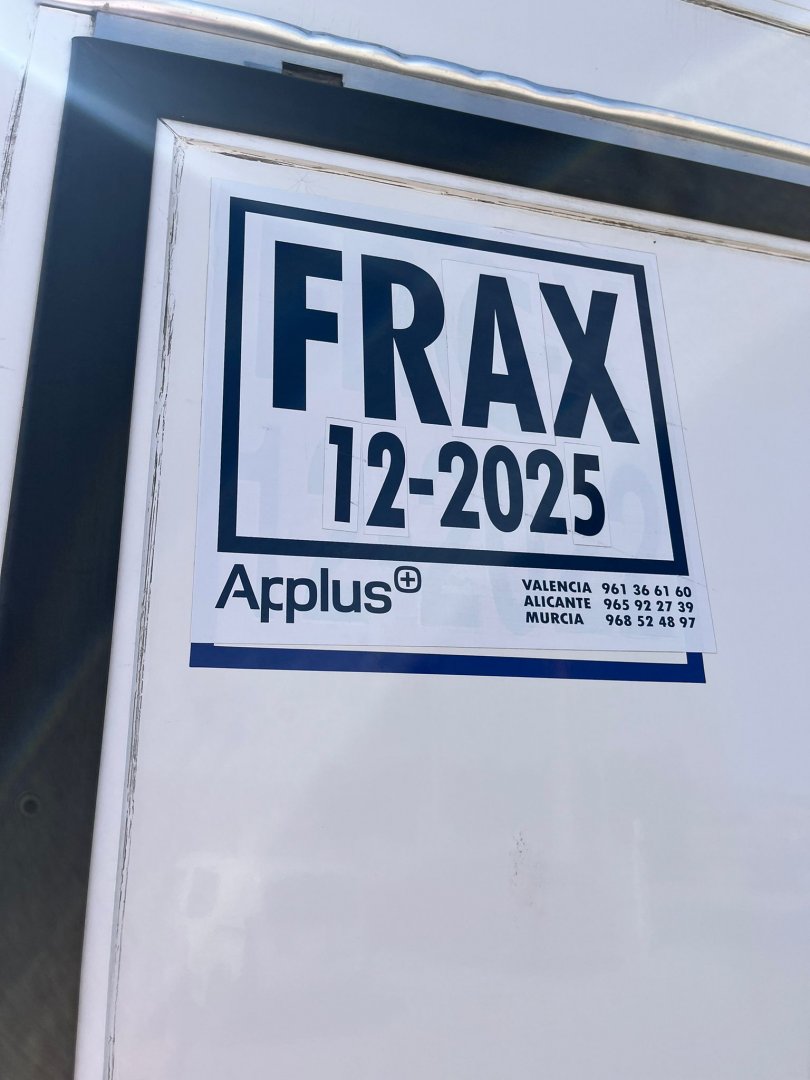 FRAX
12-2025
Applus+
VALENCIA 961 36 61 60
ALICANTE 965 92 27 39
MURCIA 968 52 48 97